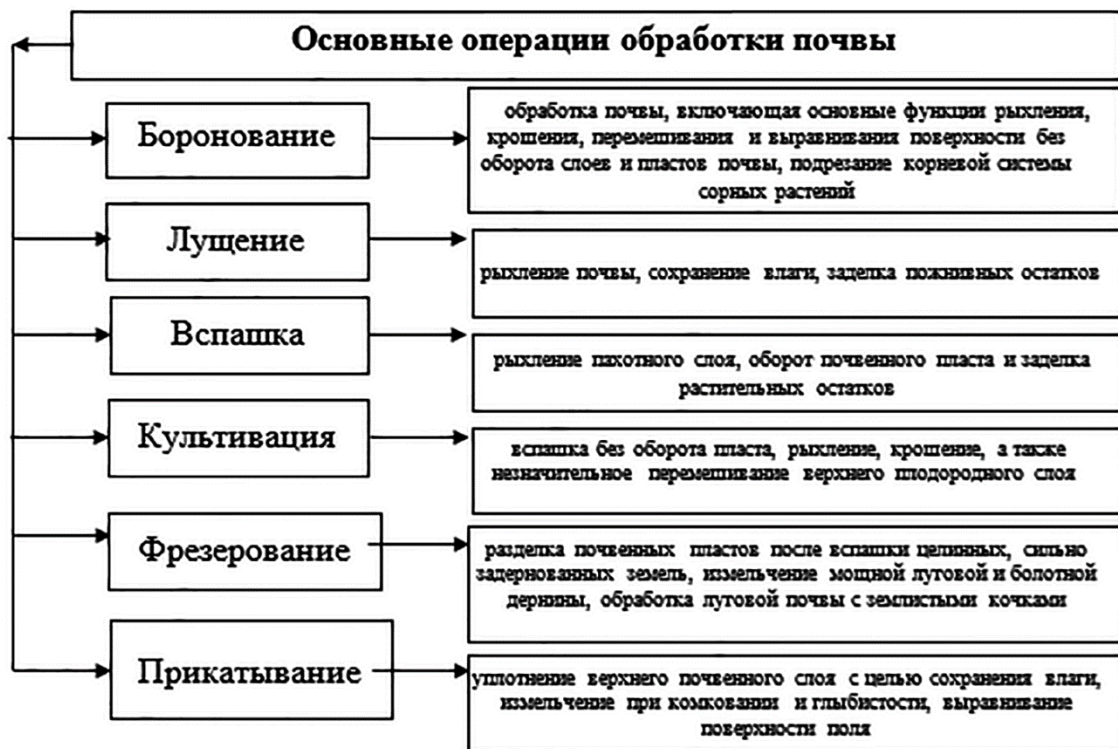 Основные операции обработки почвы
Боронование
обработка почвы, включающая основные функции рыхления,
крошения, перемешивания и выравнивания поверхности без
оборота слоев и пластов почвы, подрезание корневой системы
сорных растений
Лущение
рыхление почвы, сохранение влаги, заделка пожнивных остатков
Вспашка
рыхление пахотного слоя, оборот почвенного пласта и заделка
растительных остатков
Культивация
вспашка без оборота пласта, рыхление, крошение, а также
незначительное перемешивание верхнего плодородного слоя
Фрезерование
разделка почвенных пластов после вспашки целинных, сильно
задернованных земель, измельчение мощной луговой и болотной
дернины, обработка луговой почвы с землистыми кочками
Прикатывание
уплотнение верхнего почвенного слоя с целью сохранения влаги,
измельчение при комковании и глыбистости, выравнивание
поверхности поля